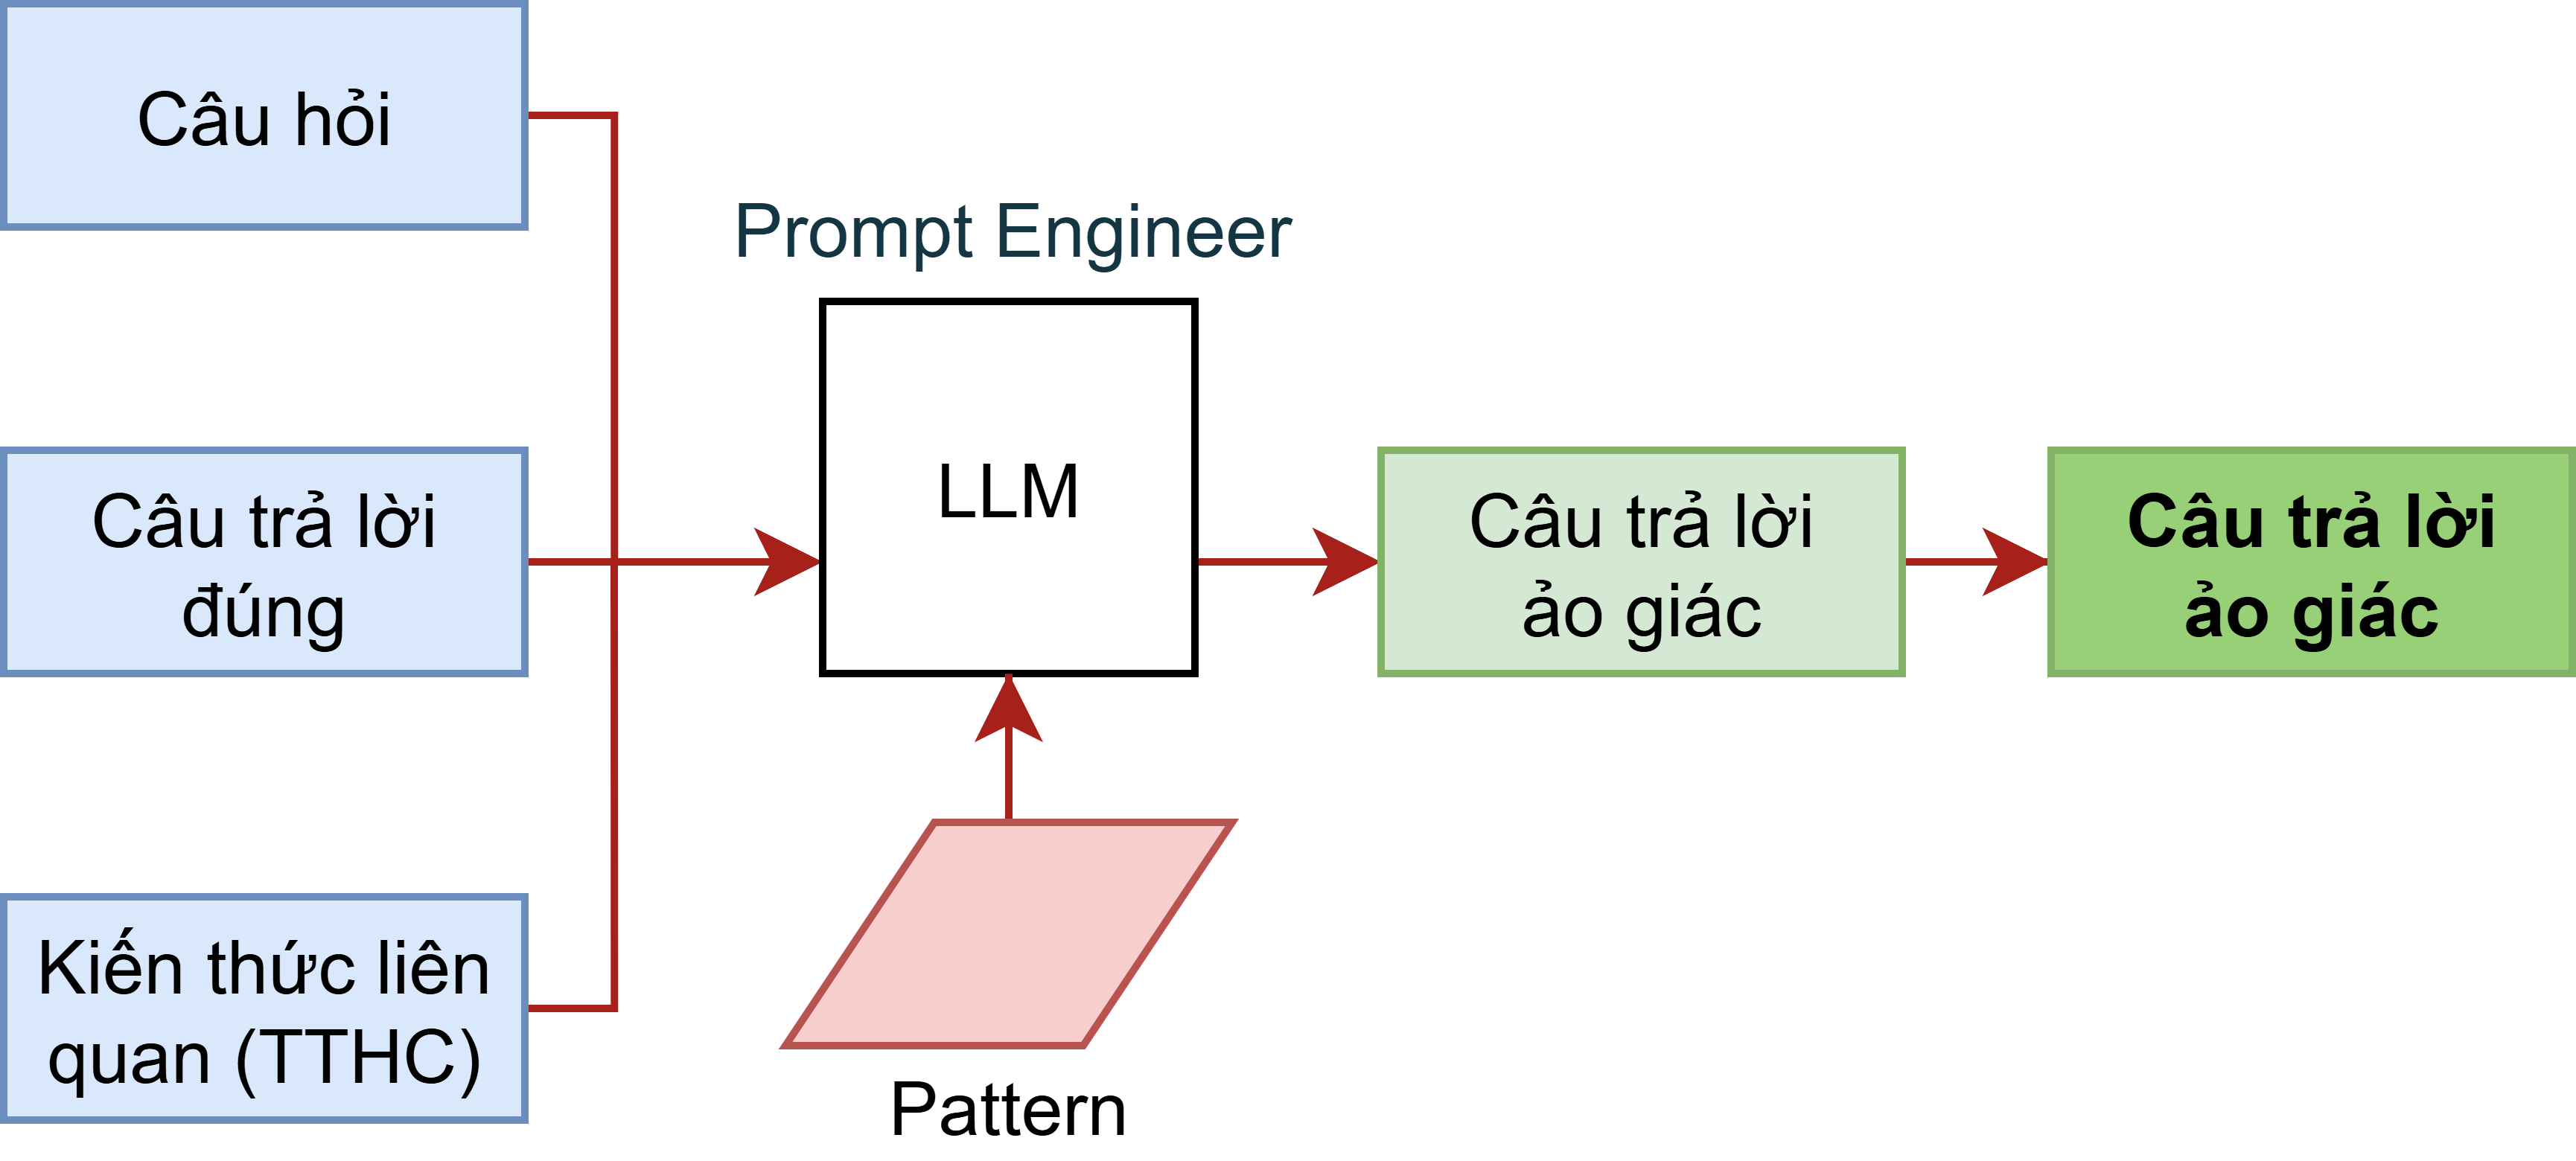 Câu hỏi
Prompt Engineer
LLM
Câu trả lời
đúng
Câu trả lời
ảo giác
Câu trả lời
ảo giác
Kiến thức liên
quan (TTHC)
Pattern